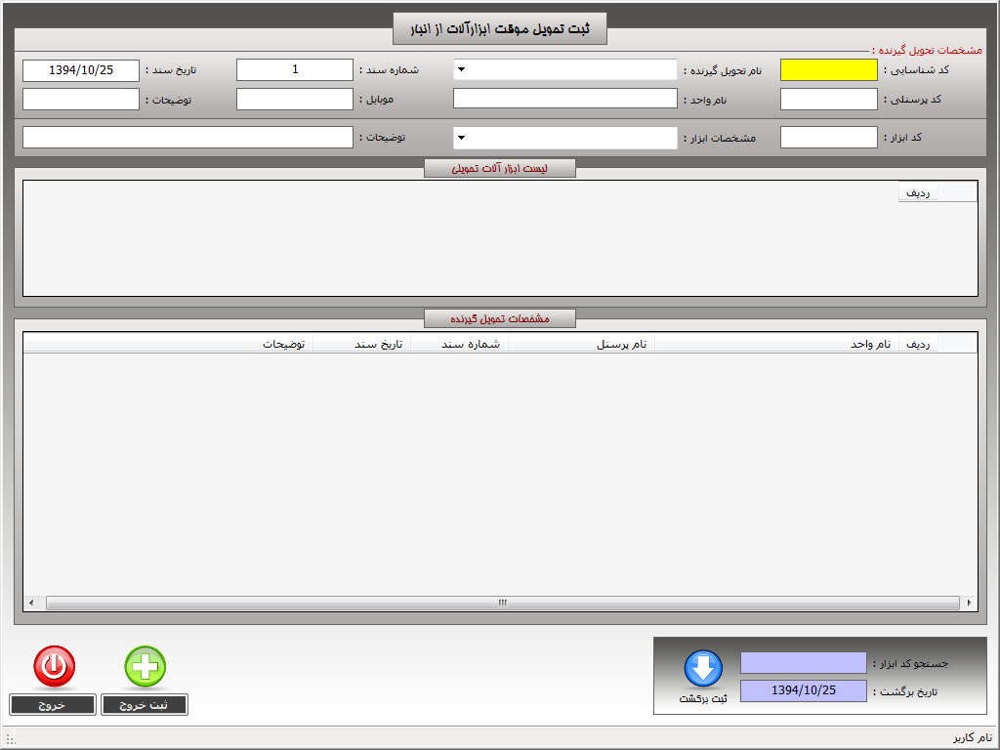 ثبت تحویل موقت ابزارآلات از انبار
مشخصات تحویل گیرنده :
کد شناسایی : نام تحویل گیرنده : شماره سند : 1 تاریخ سند : 1394/10/25
کد پرسنلی : نام واحد : موبایل : توضیحات :
کد ابزار : مشخصات ابزار : توضیحات :
لیست ابزار آلات تحویلی
ردیف
مشخصات تحویل گیرنده
ردیف نام واحد نام پرسنل شماره سند تاریخ سند توضیحات
جستجو کد ابزار :
تاریخ برگشت : 1394/10/25
ثبت برگشت
ثبت خروج
خروج
نام کاربر